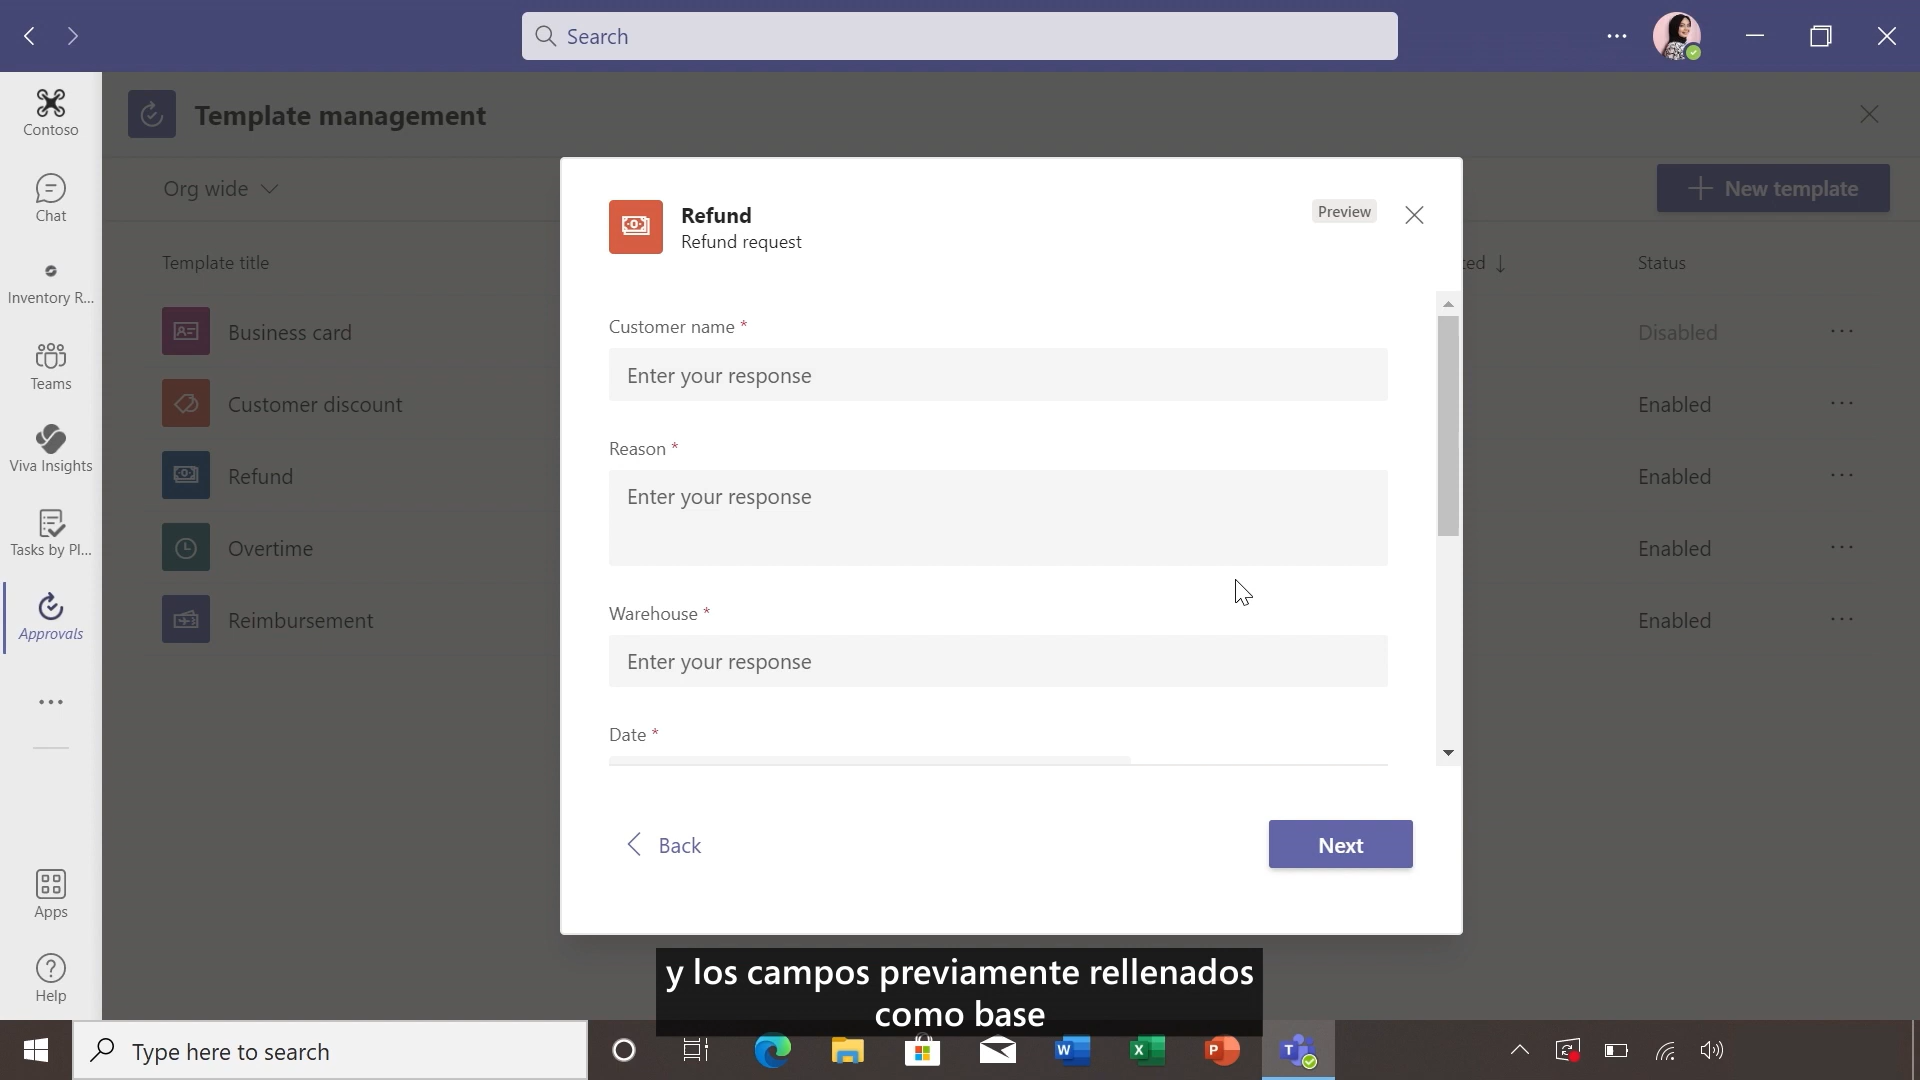 Search
Contoso
Chat
Inventory R...
Teams
Viva Insights
Tasks by Pl...
Approvals
Apps
Help
Template management
Org wide
New template
Template title
ted ↓
Status
Business card
Disabled
Customer discount
Enabled
Refund
Enabled
Overtime
Enabled
Reimbursement
Enabled
Refund
Refund request
Preview
Customer name *
Enter your response
Reason *
Enter your response
Warehouse *
Enter your response
Date *
Back
Next
y los campos previamente rellenados
como base
Type here to search